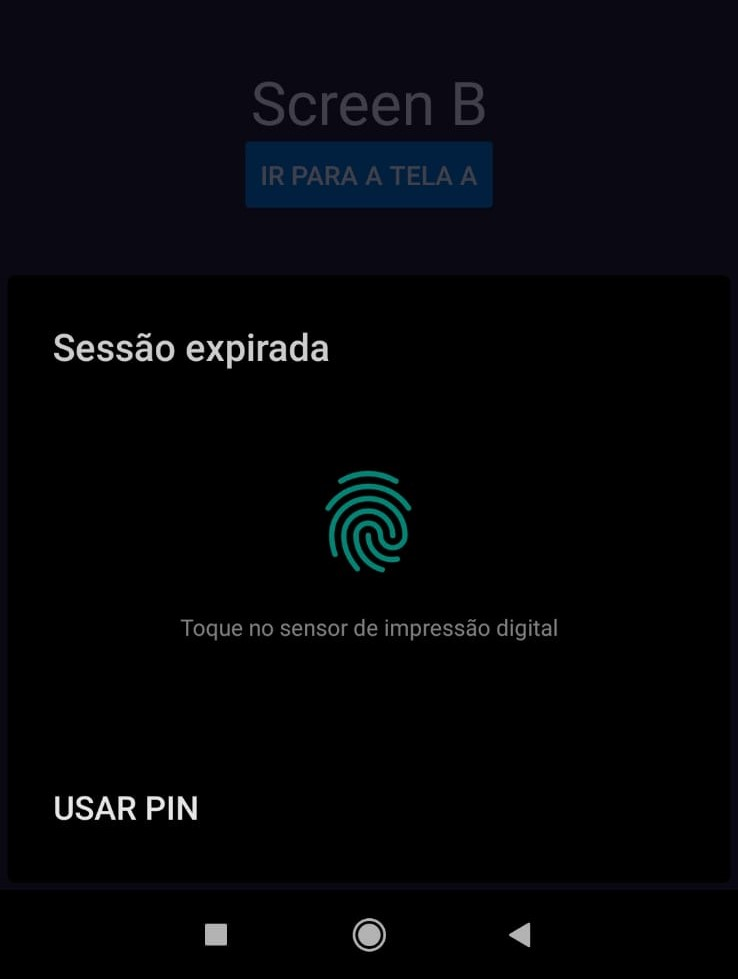 Screen B
IR PARA A TELA A
Sessão expirada
Toque no sensor de impressão digital
USAR PIN